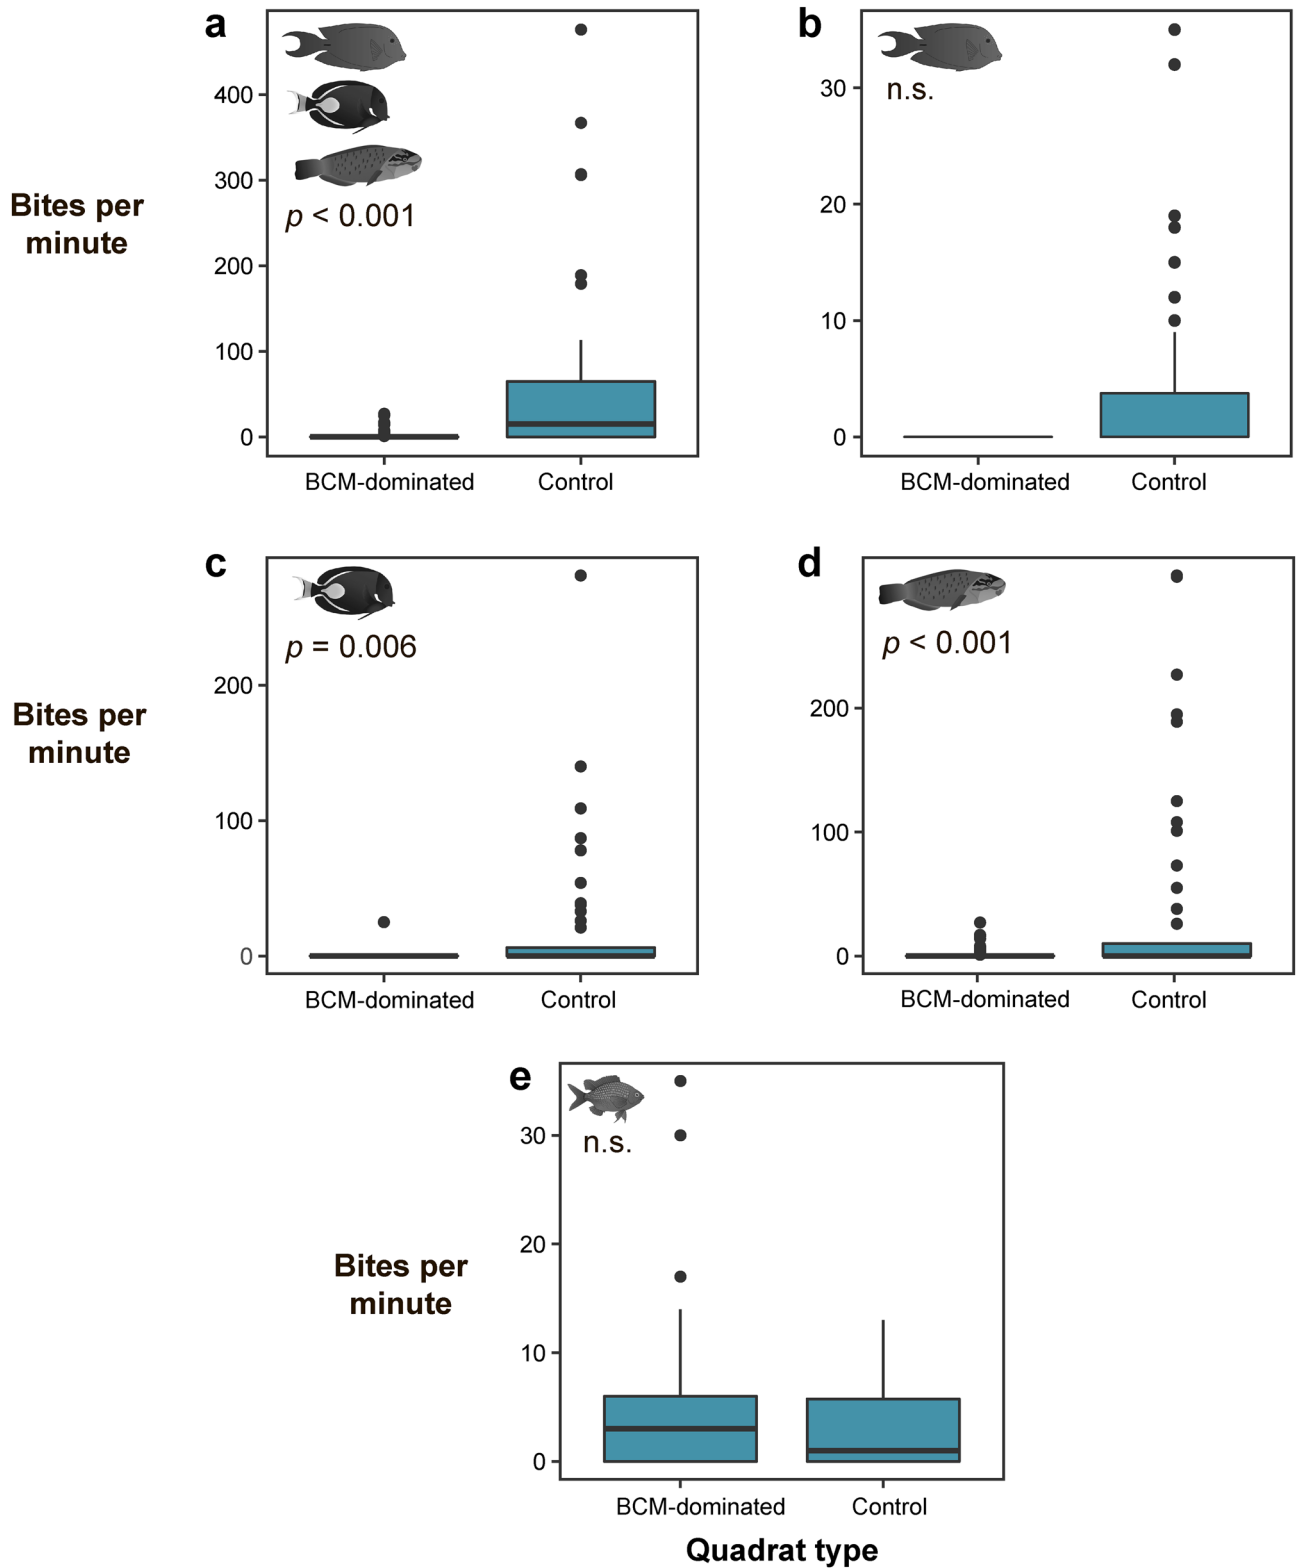 a
p < 0.001
Bites per
minute
400
300
200
100
0
BCM-dominated
Control
b
n.s.
30
20
10
0
BCM-dominated
Control
c
p = 0.006
Bites per
minute
200
100
0
BCM-dominated
Control
d
p < 0.001
200
100
0
BCM-dominated
Control
e
n.s.
Bites per
minute
30
20
10
0
BCM-dominated
Control
Quadrat type